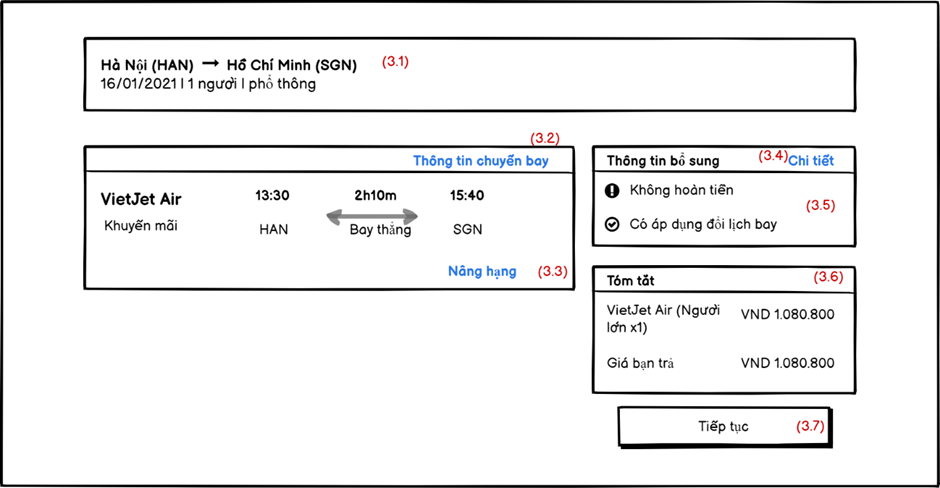 Hà Nội (HAN) → Hồ Chí Minh (SGN) (3.1)
16/01/2021 | 1 người | phổ thông
(3.2)
Thông tin chuyến bay
VietJet Air 13:30 2h10m 15:40
Khuyến mãi HAN Bay thẳng SGN
Nâng hạng (3.3)
Thông tin bổ sung (3.4) Chi tiết
Không hoàn tiền
(3.5)
Có áp dụng đổi lịch bay
Tóm tắt (3.6)
VietJet Air (Người VND 1.080.800
lớn x1)
Giá bạn trả VND 1.080.800
Tiếp tục (3.7)